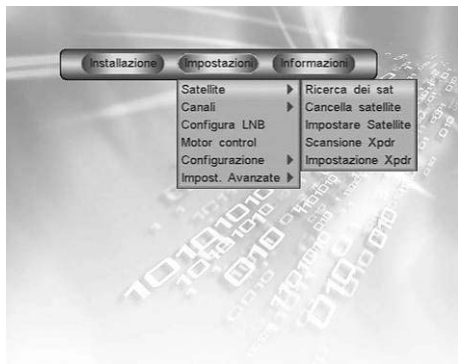 Installazione Impostazioni Informazioni
Satellite
Canali
Configura LNB
Motor control
Configurazione
Impost. Avanzate
Ricerca dei sat
Cancella satellite
Impostare Satellite
Scansione Xpdr
Impostazione Xpdr